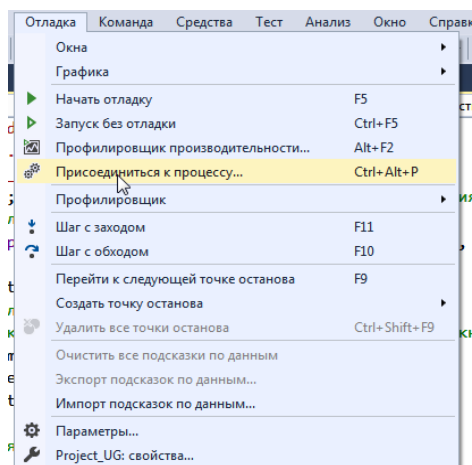 Отладка Команда Средства Тест Анализ Окно Справк
Окна
Графика
Начать отладку F5
Запуск без отладки Ctrl+F5
Профилировщик производительности... Alt+F2
Присоединиться к процессу... Ctrl+Alt+P
Профилировщик
Шаг с заходом F11
Шаг с обходом F10
Перейти к следующей точке останова F9
Создать точку останова
Удалить все точки останова Ctrl+Shift+F9
Очистить все подсказки по данным
Экспорт подсказок по данным...
Импорт подсказок по данным...
Параметры...
Project_UG: свойства...